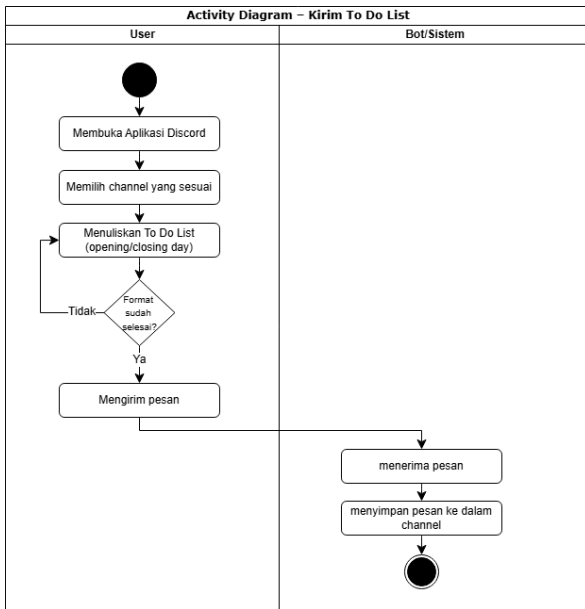 Activity Diagram – Kirim To Do List
User
Bot/Sistem
Membuka Aplikasi Discord
Memilih channel yang sesuai
Menuliskan To Do List
(opening/closing day)
Format
sudah
selesai?
Tidak
Ya
Mengirim pesan
menerima pesan
menyimpan pesan ke dalam
channel